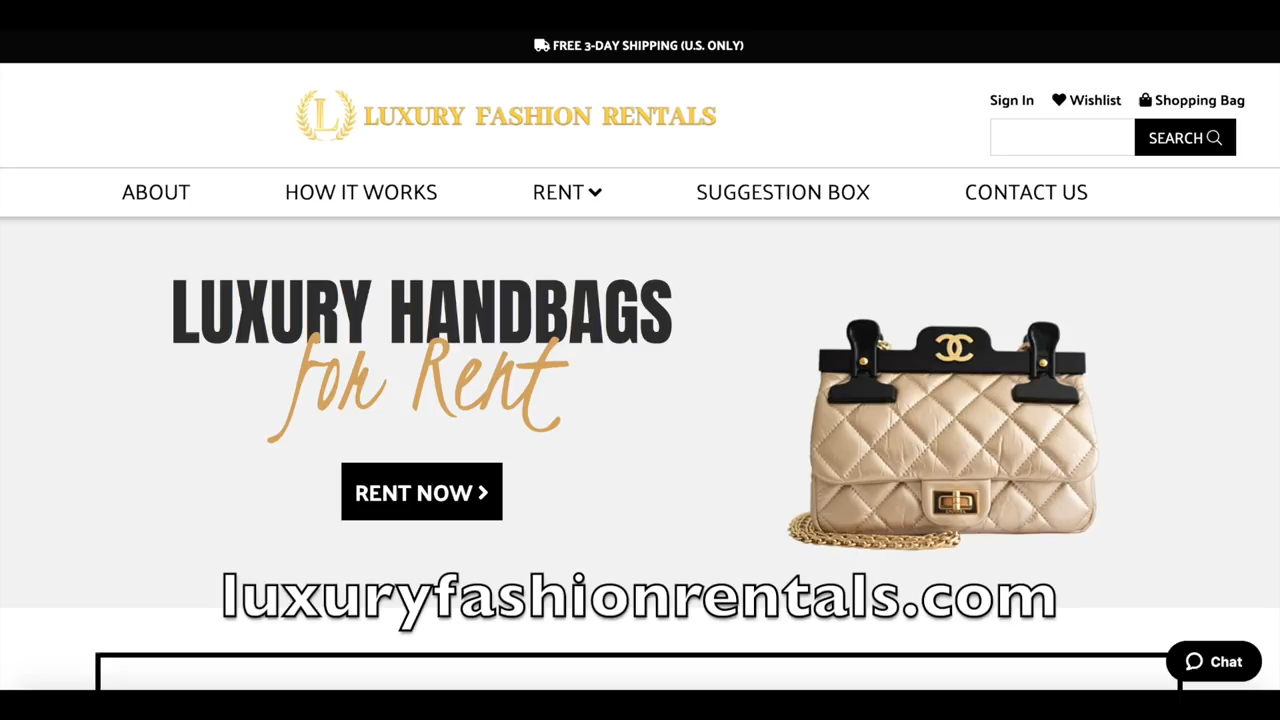 FREE 3-DAY SHIPPING (U.S. ONLY)
L LUXURY FASHION RENTALS
Sign In Wishlist Shopping Bag
SEARCH
ABOUT HOW IT WORKS RENT SUGGESTION BOX CONTACT US
LUXURY HANDBAGS
for Rent
RENT NOW
luxuryfashionrentals.com
Chat